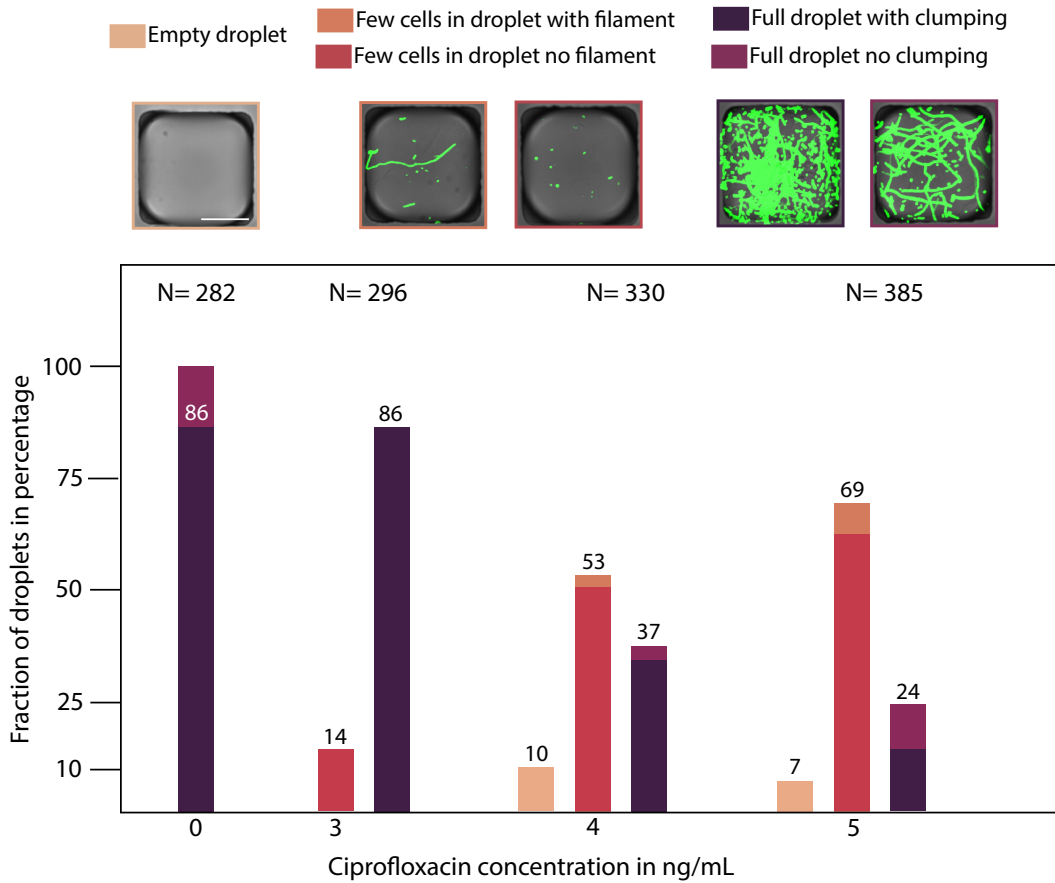 Empty droplet
Few cells in droplet with filament
Few cells in droplet no filament
Full droplet with clumping
Full droplet no clumping
N= 282 N= 296 N= 330 N= 385
Fraction of droplets in percentage
100
75
50
25
10
86
14
86
10
53
37
7
69
24
0 3 4 5
Ciprofloxacin concentration in ng/mL